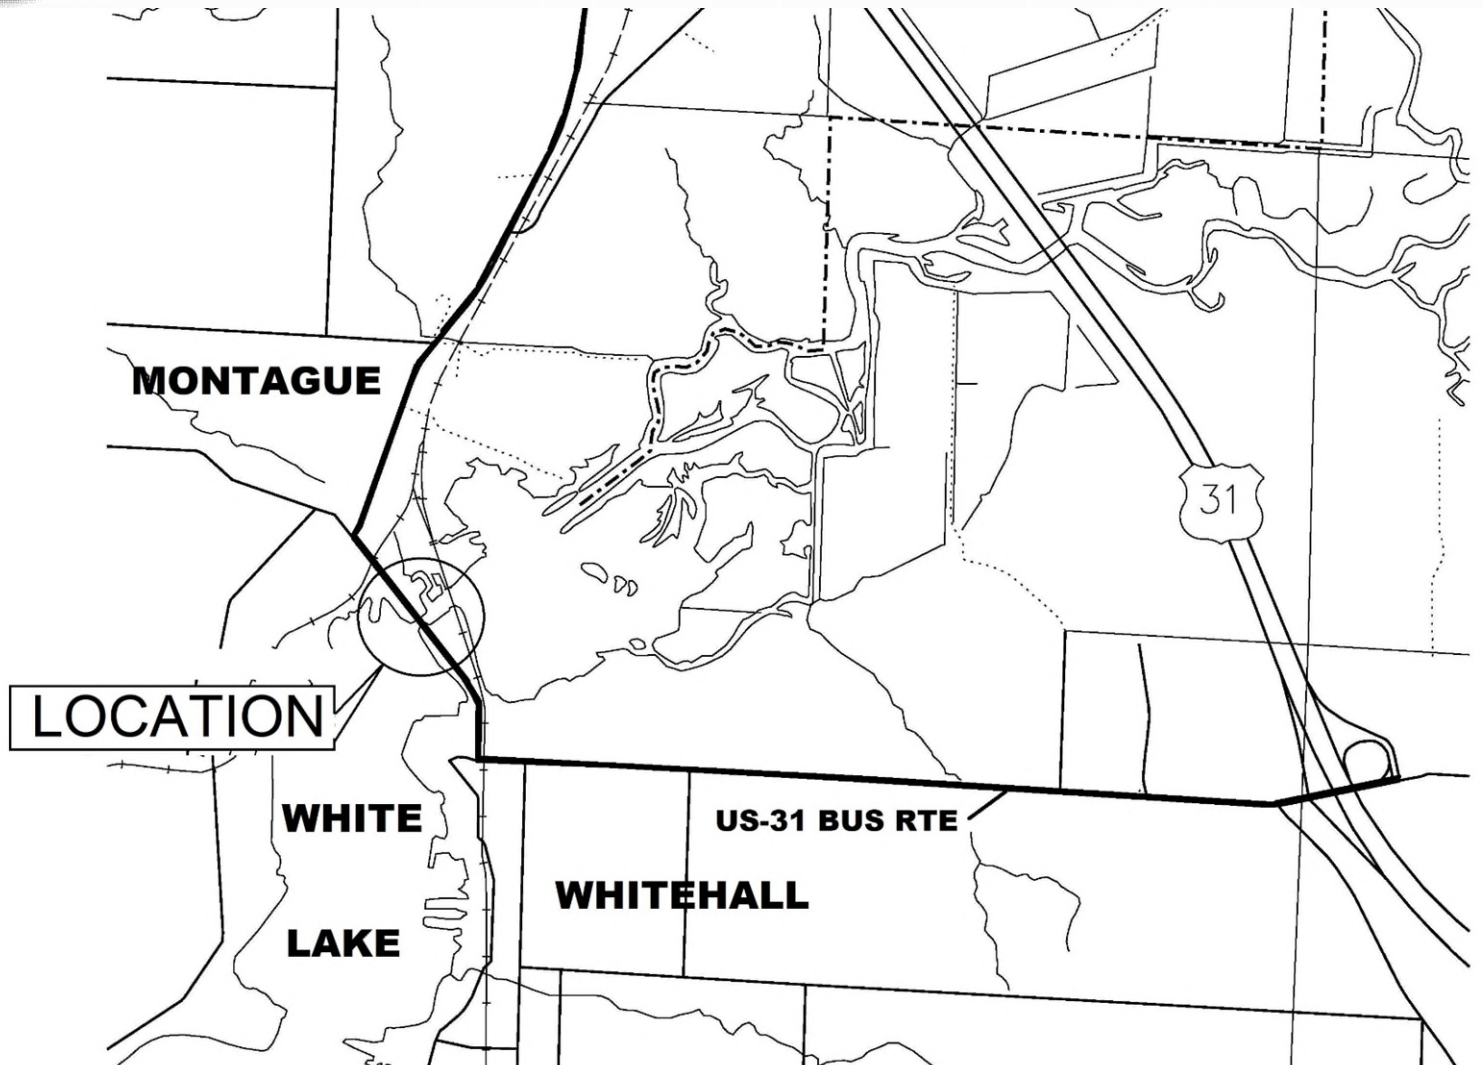 MONTAGUE
31
LOCATION
WHITE
LAKE
US-31 BUS RTE
WHITEHALL